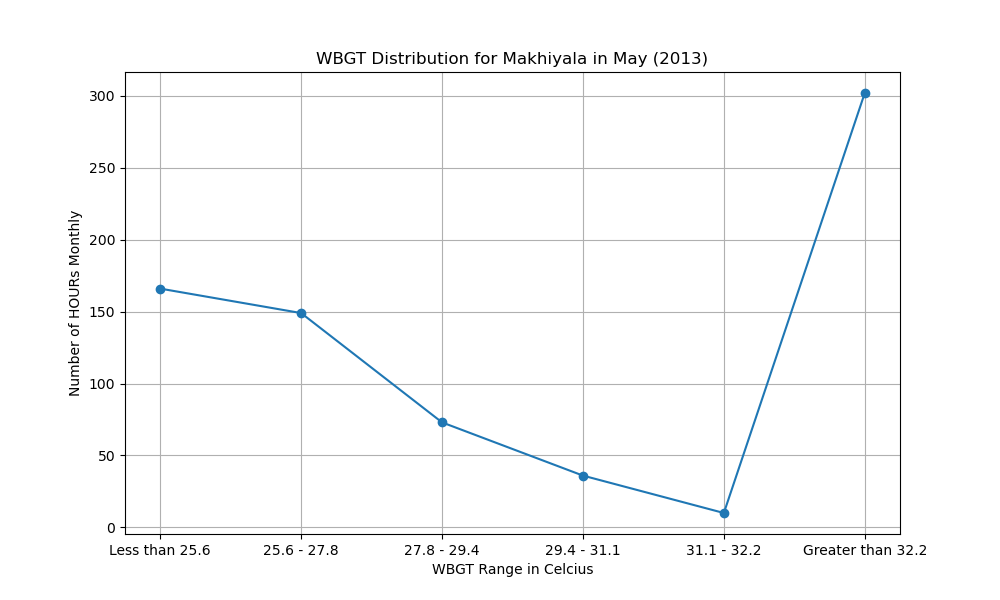 WBGT Distribution for Makhiyala in May (2013)
Number of HOURs Monthly
300
250
200
150
100
50
0
Less than 25.6
25.6 - 27.8
27.8 - 29.4
29.4 - 31.1
31.1 - 32.2
Greater than 32.2
WBGT Range in Celcius